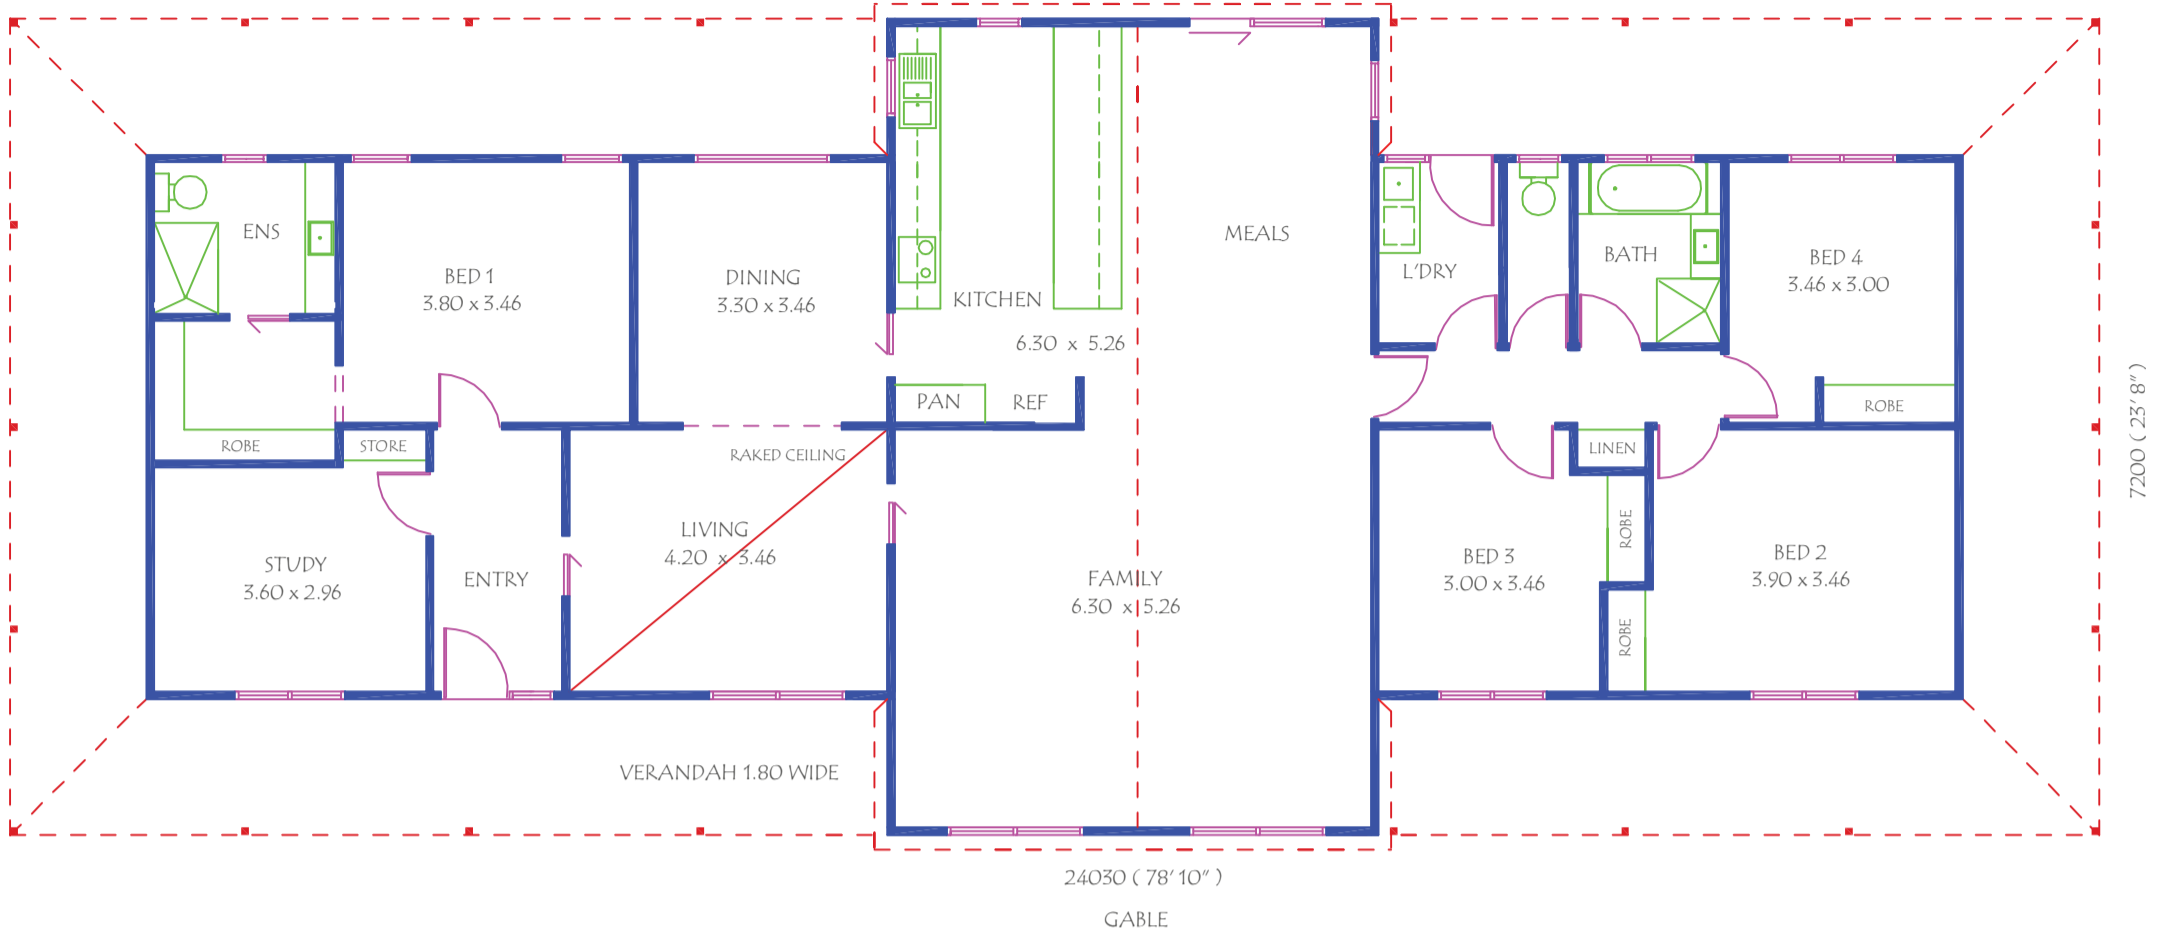 ENS
BED 1
3.80 x 3.46
DINING
3.30 x 3.46
KITCHEN
6.30 x 5.26
MEALS
L'DRY
BATH
BED 4
3.46 x 3.00
PAN
REF
ROBE
ROBE
STORE
RAKED CEILING
LINEN
LIVING
4.20 x 3.46
STUDY
3.60 x 2.96
ENTRY
FAMILY
6.30 x 5.26
BED 3
3.00 x 3.46
ROBE
ROBE
BED 2
3.90 x 3.46
VERANDAH 1.80 WIDE
7200 ( 23' 8" )
24030 ( 78' 10" )
GABLE